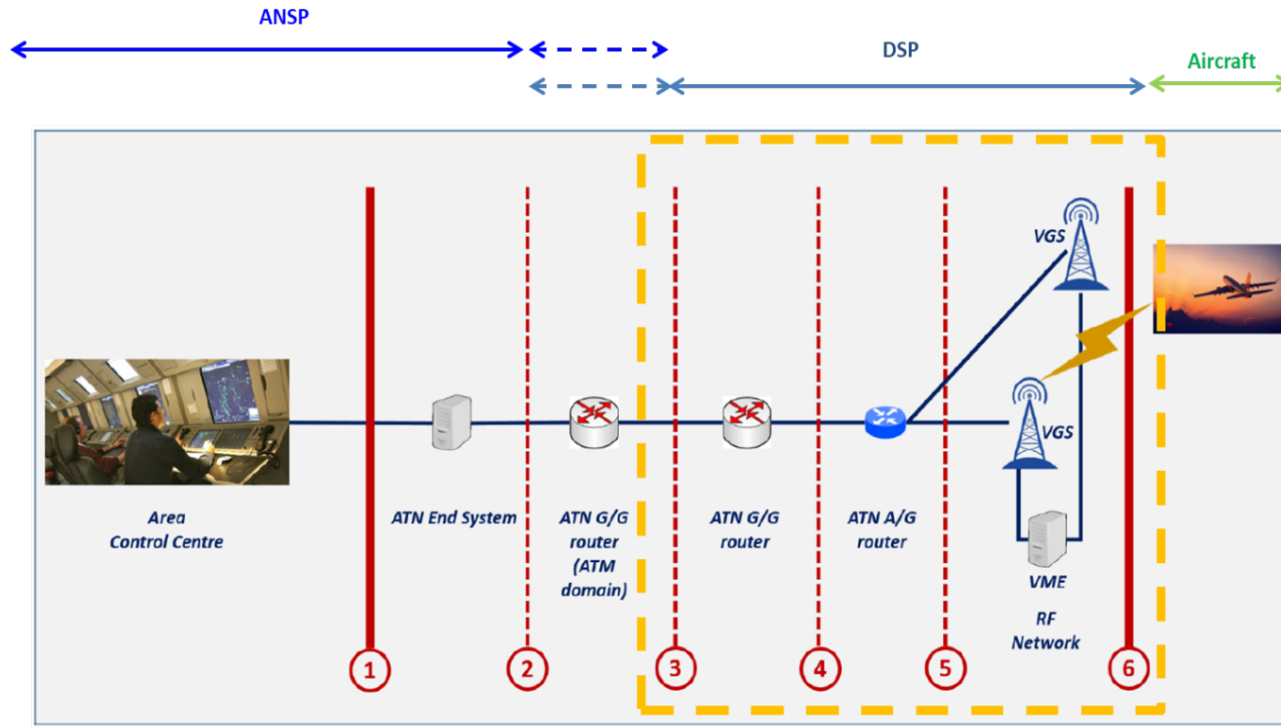 ANSP
DSP
Aircraft
VGS
VGS
Area
Control Centre
ATN End System
ATN G/G
router
(ATM
domain)
ATN G/G
router
ATN A/G
router
VME
RF
Network
1
2
3
4
5
6